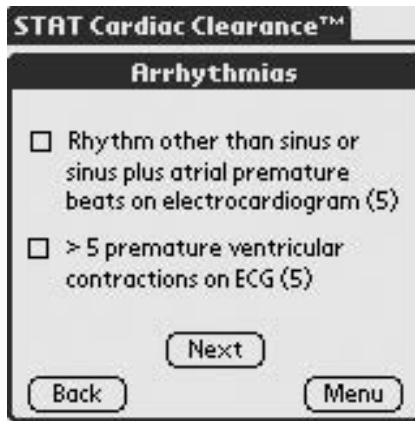 STAT Cardiac Clearance™
Arrhythmias
Rhythm other than sinus or
sinus plus atrial premature
beats on electrocardiogram (5)
> 5 premature ventricular
contractions on ECG (5)
Next
Back
Menu